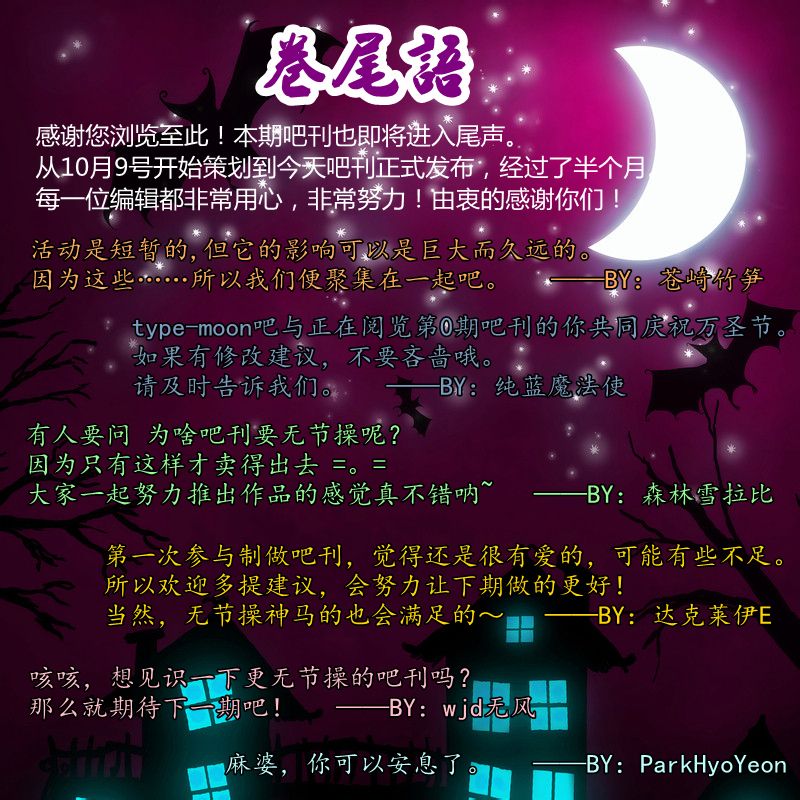 卷尾語
感谢您浏览至此！本期吧刊也即将进入尾声。
从10月9号开始策划到今天吧刊正式发布，经过了半个月，
每一位编辑都非常用心，非常努力！由衷的感谢你们！
活动是短暂的,但它的影响可以是巨大而久远的。
因为这些……所以我们便聚集在一起吧。 ——BY：苍崎竹笋
type-moon吧与正在阅览第0期吧刊的你共同庆祝万圣节。
如果有修改建议，不要吝啬哦。
请及时告诉我们。 ——BY：纯蓝魔法使
有人要问 为啥吧刊要无节操呢？
因为只有这样才卖得出去 =。=
大家一起努力推出作品的感觉真不错呐~ ——BY：森林雪拉比
第一次参与制做吧刊，觉得还是很有爱的，可能有些不足。
所以欢迎多提建议，会努力让下期做的更好！
当然，无节操神马的也会满足的～ ——BY：达克莱伊E
咳咳，想见识一下更无节操的吧刊吗？
那么就期待下一期吧！ ——BY：wjd无风
麻婆，你可以安息了。 ——BY：ParkHyoYeon